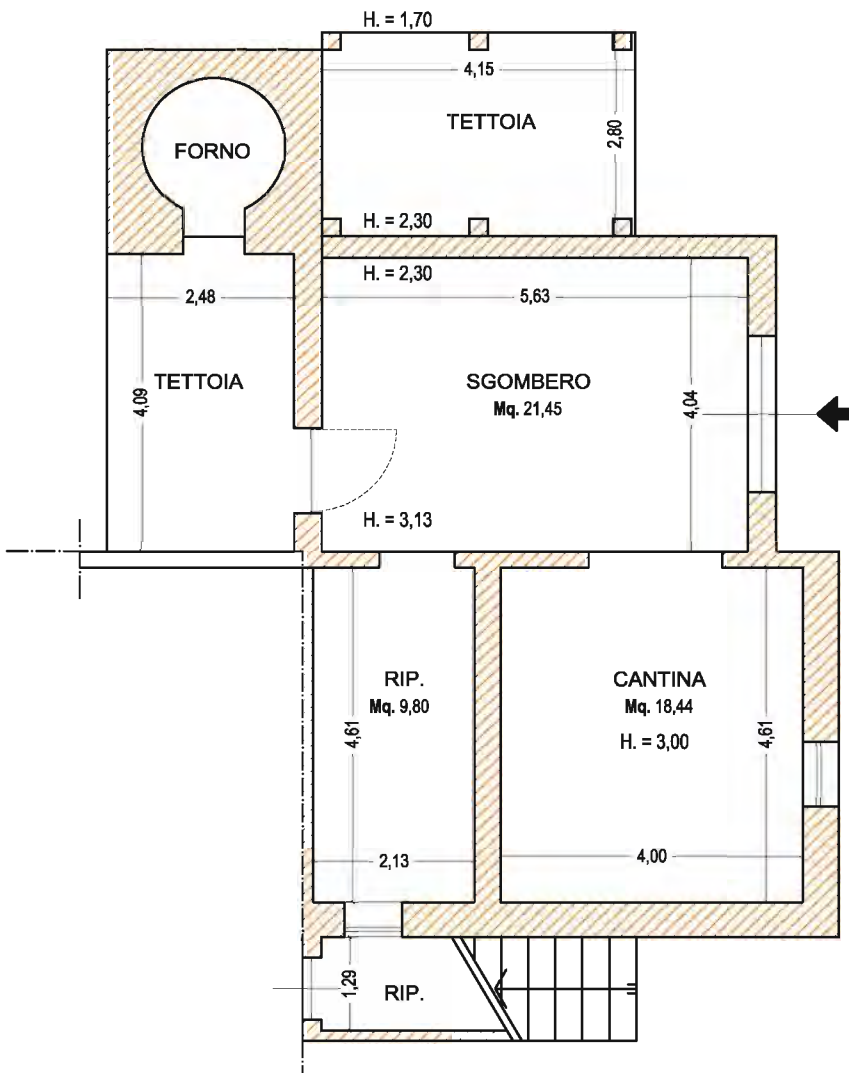 H. = 1,70
4,15
TETTOIA
2,80
FORNO
H. = 2,30
H. = 2,30
2,48
5,63
TETTOIA
SGOMBERO
Mq. 21,45
4,09
4,04
H. = 3,13
RIP.
Mq. 9,80
CANTINA
Mq. 18,44
H. = 3,00
4,61
4,61
2,13
4,00
1,29
RIP.